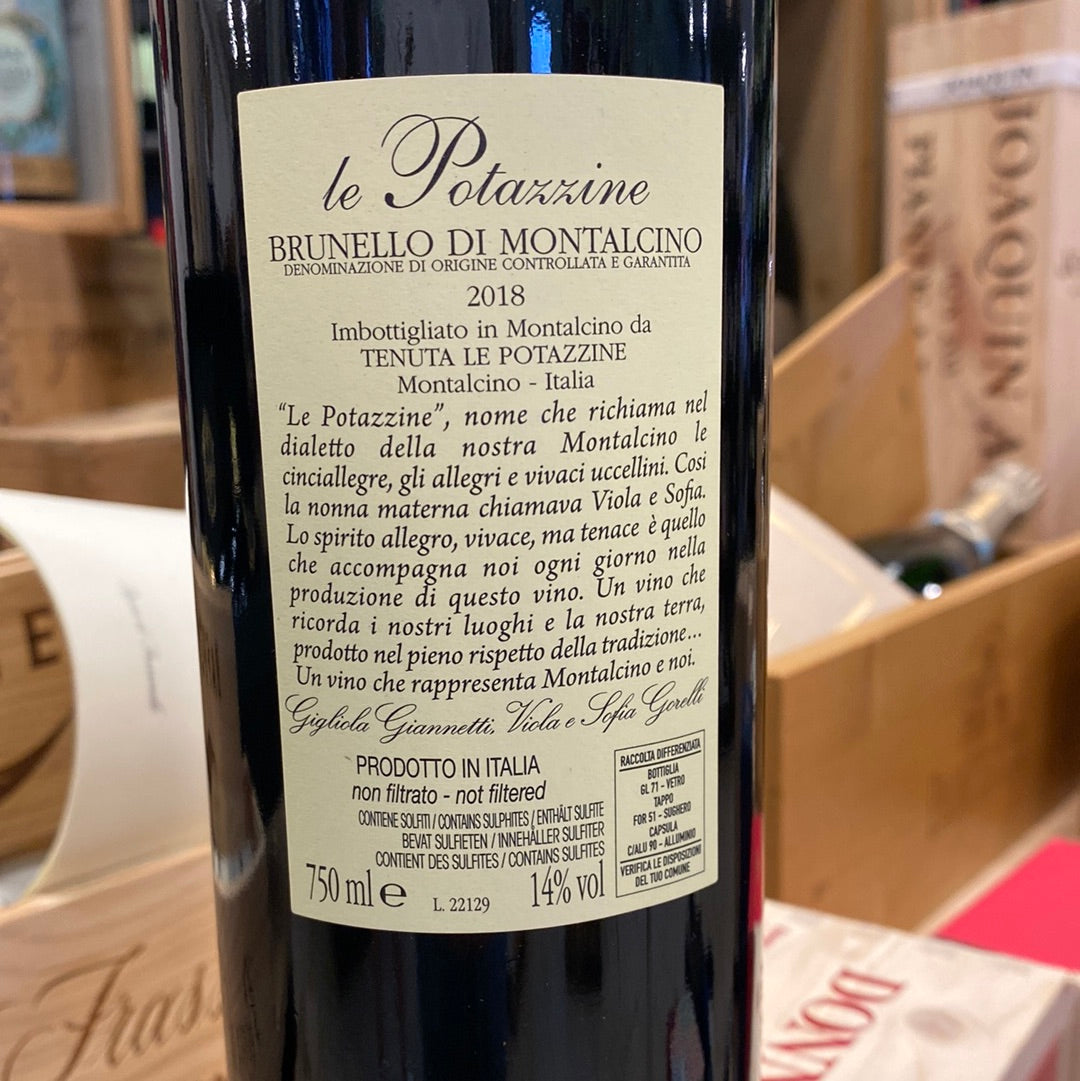 le Potazzine
BRUNELLO DI MONTALCINO
DENOMINAZIONE DI ORIGINE CONTROLLATA E GARANTITA
2018
Imbottigliato in Montalcino da
TENUTA LE POTAZZINE
Montalcino - Italia
“Le Potazzine”, nome che richiama nel
dialetto della nostra Montalcino le
cinciallegre, gli allegri e vivaci uccellini. Così
la nonna materna chiamava Viola e Sofia.
Lo spirito allegro, vivace, ma tenace è quello
che accompagna noi ogni giorno nella
produzione di questo vino. Un vino che
ricorda i nostri luoghi e la nostra terra,
prodotto nel pieno rispetto della tradizione...
Un vino che rappresenta Montalcino e noi.
Gigliola Giannetti, Viola e Sofia Gorelli
PRODOTTO IN ITALIA
non filtrato - not filtered
CONTIENE SOLFITI / CONTAINS SULPHITES / ENTHÄLT SULFITE
BEVAT SULFIETEN / INNEHÅLLER SULFITER
CONTIENT DES SULFITES / CONTAINS SULFITES
750 ml e L. 22129 14% vol
RACCOLTA DIFFERENZIATA
BOTTIGLIA
GL 71 - VETRO
TAPPO
FOR 51 - SUGHERO
CAPSULA
C/ALU 90 - ALLUMINIO
VERIFICA LE DISPOSIZIONI
DEL TUO COMUNE
JOAQUIN A
PIAN
E
Frass
DONN